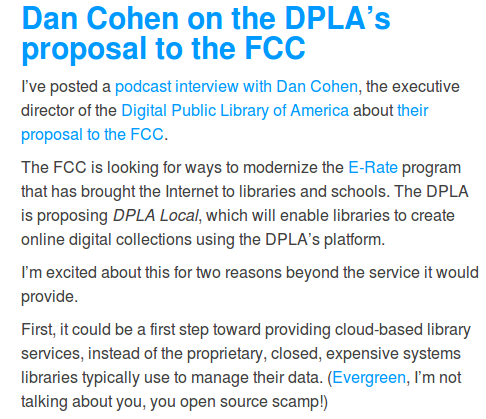 Dan Cohen on the DPLA’s
proposal to the FCC
I’ve posted a podcast interview with Dan Cohen, the executive
director of the Digital Public Library of America about their
proposal to the FCC.
The FCC is looking for ways to modernize the E-Rate program
that has brought the Internet to libraries and schools. The DPLA
is proposing DPLA Local, which will enable libraries to create
online digital collections using the DPLA’s platform.
I’m excited about this for two reasons beyond the service it would
provide.
First, it could be a first step toward providing cloud-based library
services, instead of the proprietary, closed, expensive systems
libraries typically use to manage their data. (Evergreen, I’m not
talking about you, you open source scamp!)